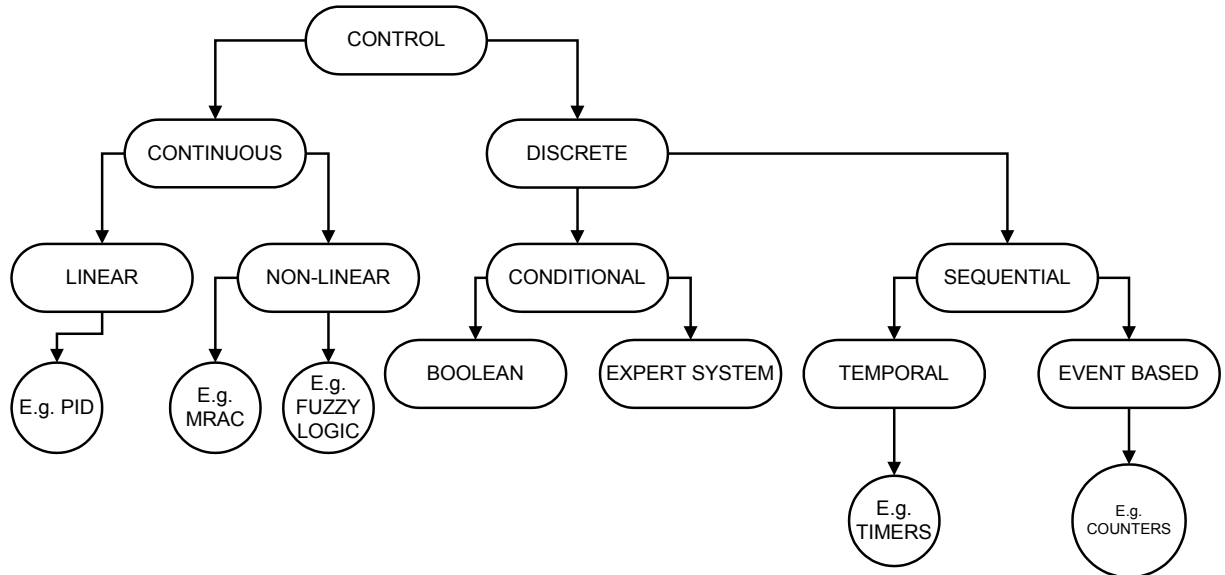 CONTROL
CONTINUOUS
DISCRETE
LINEAR
NON-LINEAR
CONDITIONAL
SEQUENTIAL
BOOLEAN
EXPERT SYSTEM
TEMPORAL
EVENT BASED
E.g. PID
E.g.
MRAC
E.g.
FUZZY
LOGIC
E.g.
TIMERS
E.g.
COUNTERS